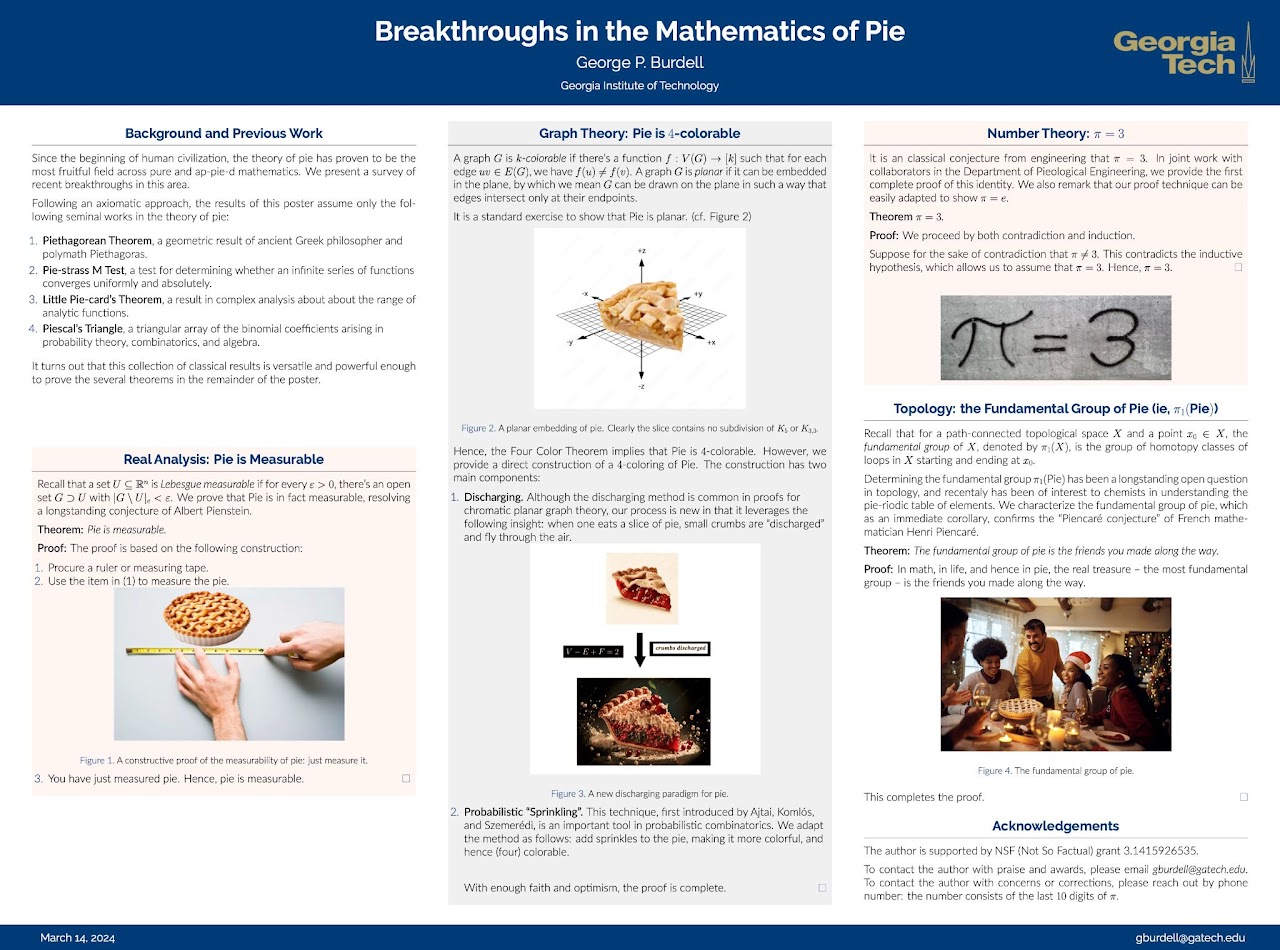 Breakthroughs in the Mathematics of Pie
George P. Burdell
Georgia Institute of Technology
Georgia
Tech
Background and Previous Work
Since the beginning of human civilization, the theory of pie has proven to be the
most fruitful field across pure and ap-pie-d mathematics. We present a survey of
recent breakthroughs in this area.
Following an axiomatic approach, the results of this poster assume only the fol-
lowing seminal works in the theory of pie:
1. Piethagorean Theorem, a geometric result of ancient Greek philosopher and
polymath Piethagoras.
2. Pie-strass M Test, a test for determining whether an infinite series of functions
converges uniformly and absolutely.
3. Little Pie-card's Theorem, a result in complex analysis about about the range of
analytic functions.
4. Piescal's Triangle, a triangular array of the binomial coefficients arising in
probability theory, combinatorics, and algebra.
It turns out that this collection of classical results is versatile and powerful enough
to prove the several theorems in the remainder of the poster.
Real Analysis: Pie is Measurable
Recall that a set U ⊆ ℝⁿ is Lebesgue measurable if for every ε > 0, there's an open
set G ⊃ U with |G \ U|ₑ < ε. We prove that Pie is in fact measurable, resolving
a longstanding conjecture of Albert Pienstein.
Theorem: Pie is measurable.
Proof: The proof is based on the following construction:
1. Procure a ruler or measuring tape.
2. Use the item in (1) to measure the pie.
Figure 1. A constructive proof of the measurability of pie: just measure it.
3. You have just measured pie. Hence, pie is measurable. □
Graph Theory: Pie is 4-colorable
A graph G is k-colorable if there's a function f : V(G) → [k] such that for each
edge uv ∈ E(G), we have f(u) ≠ f(v). A graph G is planar if it can be embedded
in the plane, by which we mean G can be drawn on the plane in such a way that
edges intersect only at their endpoints.
It is a standard exercise to show that Pie is planar. (cf. Figure 2)
+z
-x
+y
-y
+x
-z
Figure 2. A planar embedding of pie. Clearly the slice contains no subdivision of K₅ or K₃,₃.
Hence, the Four Color Theorem implies that Pie is 4-colorable. However, we
provide a direct construction of a 4-coloring of Pie. The construction has two
main components:
1. Discharging. Although the discharging method is common in proofs for
chromatic planar graph theory, our process is new in that it leverages the
following insight: when one eats a slice of pie, small crumbs are "discharged"
and fly through the air.
V − E + F = 2
crumbs discharged
Figure 3. A new discharging paradigm for pie.
2. Probabilistic "Sprinkling". This technique, first introduced by Ajtai, Komlós,
and Szemerédi, is an important tool in probabilistic combinatorics. We adapt
the method as follows: add sprinkles to the pie, making it more colorful, and
hence (four) colorable.
With enough faith and optimism, the proof is complete. □
Number Theory: π = 3
It is an classical conjecture from engineering that π = 3. In joint work with
collaborators in the Department of Pieological Engineering, we provide the first
complete proof of this identity. We also remark that our proof technique can be
easily adapted to show π = e.
Theorem π = 3.
Proof: We proceed by both contradiction and induction.
Suppose for the sake of contradiction that π ≠ 3. This contradicts the inductive
hypothesis, which allows us to assume that π = 3. Hence, π = 3. □
π = 3
Topology: the Fundamental Group of Pie (ie, π₁(Pie))
Recall that for a path-connected topological space X and a point x₀ ∈ X, the
fundamental group of X, denoted by π₁(X), is the group of homotopy classes of
loops in X starting and ending at x₀.
Determining the fundamental group π₁(Pie) has been a longstanding open question
in topology, and recentaly has been of interest to chemists in understanding the
pie-riodic table of elements. We characterize the fundamental group of pie, which
as an immediate corollary, confirms the "Piencaré conjecture" of French mathe-
matician Henri Piencaré.
Theorem: The fundamental group of pie is the friends you made along the way.
Proof: In math, in life, and hence in pie, the real treasure – the most fundamental
group – is the friends you made along the way.
Figure 4. The fundamental group of pie.
This completes the proof. □
Acknowledgements
The author is supported by NSF (Not So Factual) grant 3.1415926535.
To contact the author with praise and awards, please email gburdell@gatech.edu.
To contact the author with concerns or corrections, please reach out by phone
number: the number consists of the last 10 digits of π.
March 14, 2024
gburdell@gatech.edu